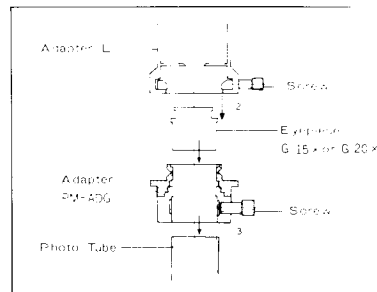 Adapter L
Screw
2
Eyepiece
G 15× or G 20×
Adapter
PM-ADG
Screw
3
Photo Tube